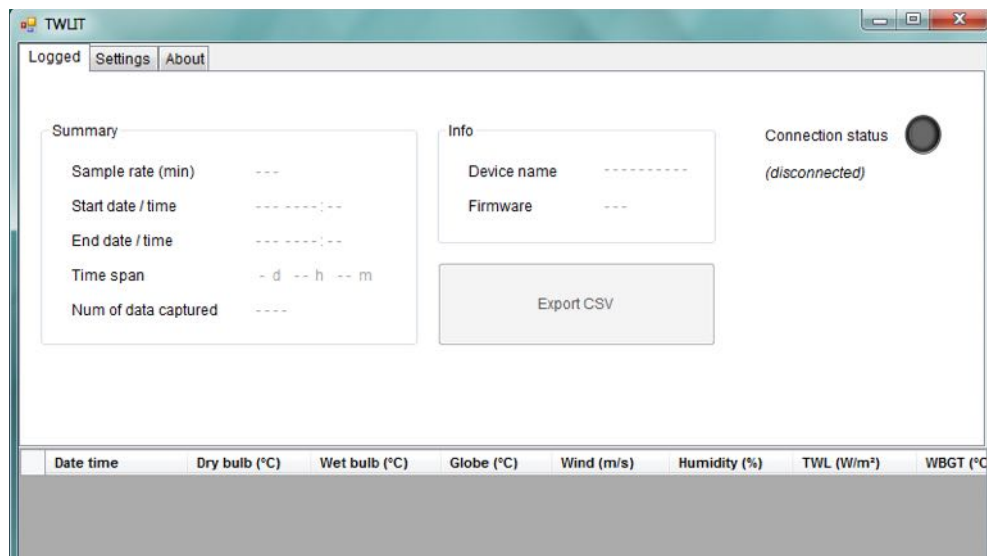 TWLIT
Logged Settings About
Summary
Sample rate (min) ---
Start date / time --- ----:--
End date / time --- ----:--
Time span - d -- h -- m
Num of data captured ----
Info
Device name ----------
Firmware ---
Export CSV
Connection status
(disconnected)
Date time Dry bulb (°C) Wet bulb (°C) Globe (°C) Wind (m/s) Humidity (%) TWL (W/m²) WBGT (°C